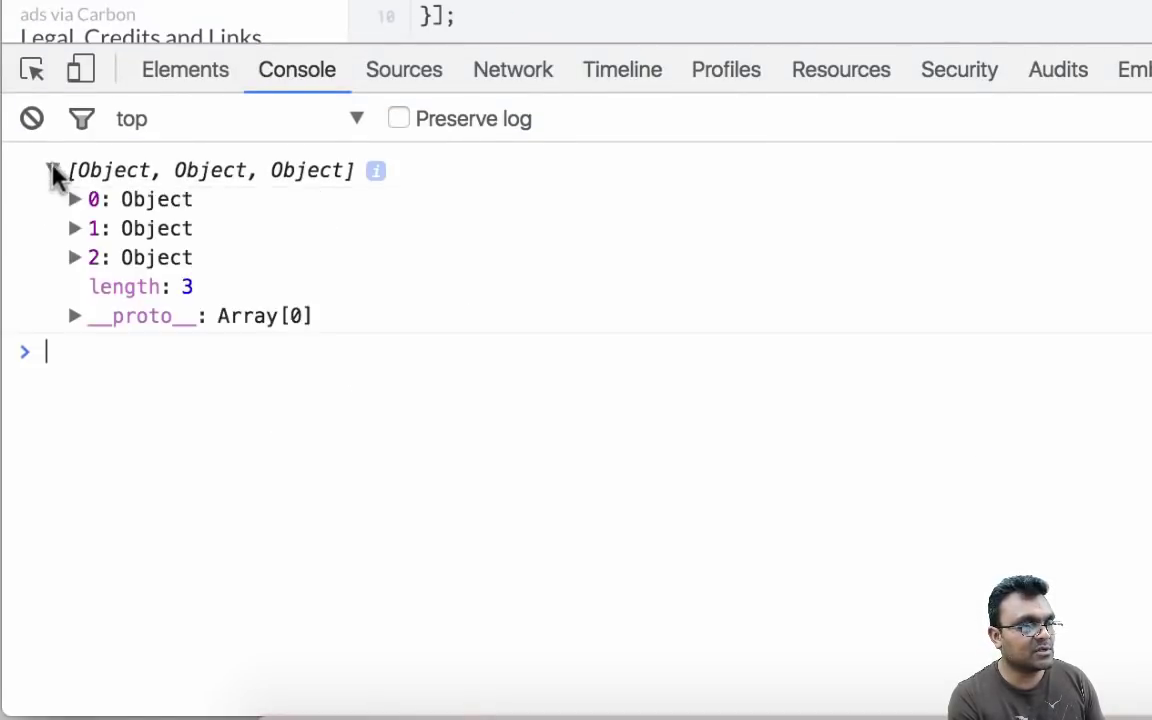 ads via Carbon
Legal, Credits and Links
10 }];
Elements Console Sources Network Timeline Profiles Resources Security Audits Emb
top Preserve log
[Object, Object, Object] i
0: Object
1: Object
2: Object
length: 3
__proto__: Array[0]
>